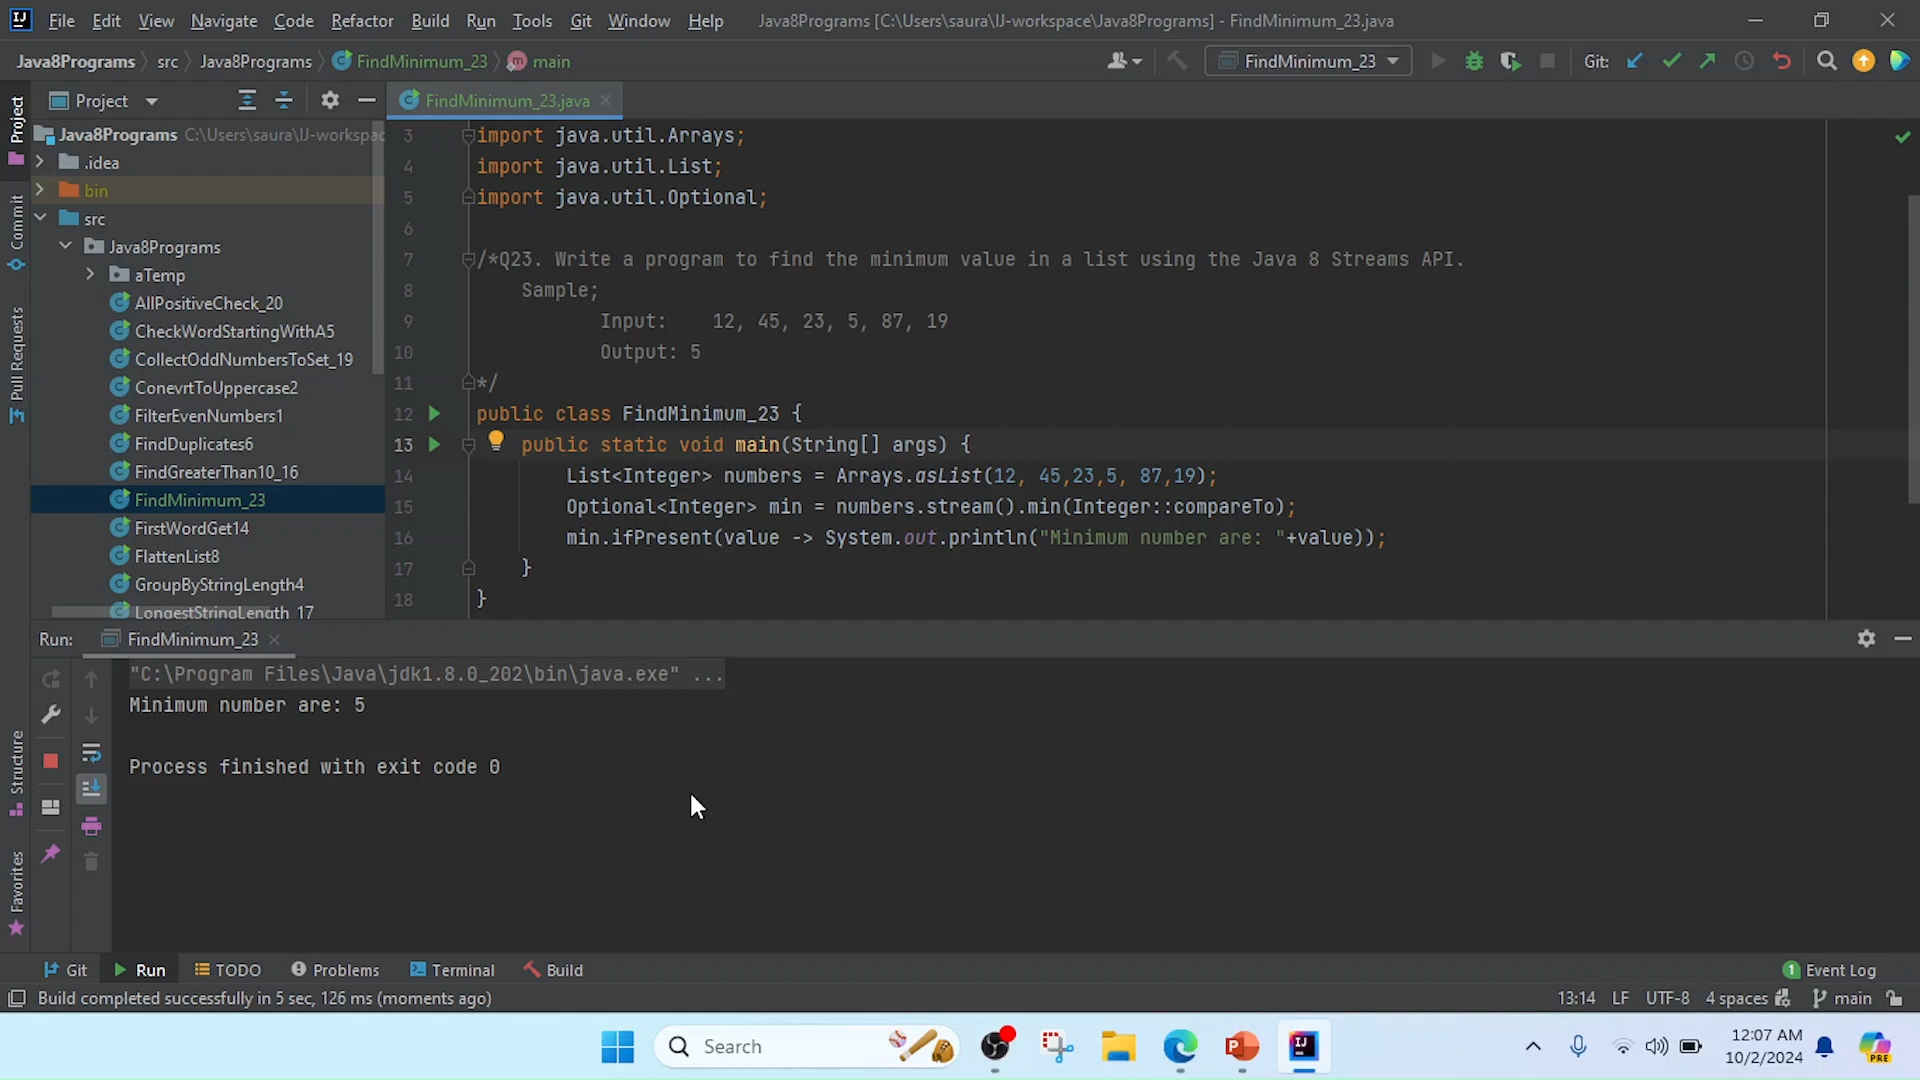 File Edit View Navigate Code Refactor Build Run Tools Git Window Help Java8Programs [C:\Users\saura\IJ-workspace\Java8Programs] - FindMinimum_23.java
Java8Programs src Java8Programs FindMinimum_23 main FindMinimum_23 Git:
Project
FindMinimum_23.java
Java8Programs C:\Users\saura\IJ-workspac
.idea
bin
src
Java8Programs
aTemp
AllPositiveCheck_20
CheckWordStartingWithA5
CollectOddNumbersToSet_19
ConevrtToUppercase2
FilterEvenNumbers1
FindDuplicates6
FindGreaterThan10_16
FindMinimum_23
FirstWordGet14
FlattenList8
GroupByStringLength4
LongestStringLength_17
Project
Commit
Pull Requests
Structure
Favorites
3 import java.util.Arrays;
4 import java.util.List;
5 import java.util.Optional;
6
7 /*Q23. Write a program to find the minimum value in a list using the Java 8 Streams API.
8 Sample;
9 Input: 12, 45, 23, 5, 87, 19
10 Output: 5
11 */
12 public class FindMinimum_23 {
13 public static void main(String[] args) {
14 List<Integer> numbers = Arrays.asList(12, 45,23,5, 87,19);
15 Optional<Integer> min = numbers.stream().min(Integer::compareTo);
16 min.ifPresent(value -> System.out.println("Minimum number are: "+value));
17 }
18 }
Run: FindMinimum_23
"C:\Program Files\Java\jdk1.8.0_202\bin\java.exe" ...
Minimum number are: 5
Process finished with exit code 0
Git Run TODO Problems Terminal Build 1 Event Log
Build completed successfully in 5 sec, 126 ms (moments ago) 13:14 LF UTF-8 4 spaces main
Search
12:07 AM
10/2/2024
PRE